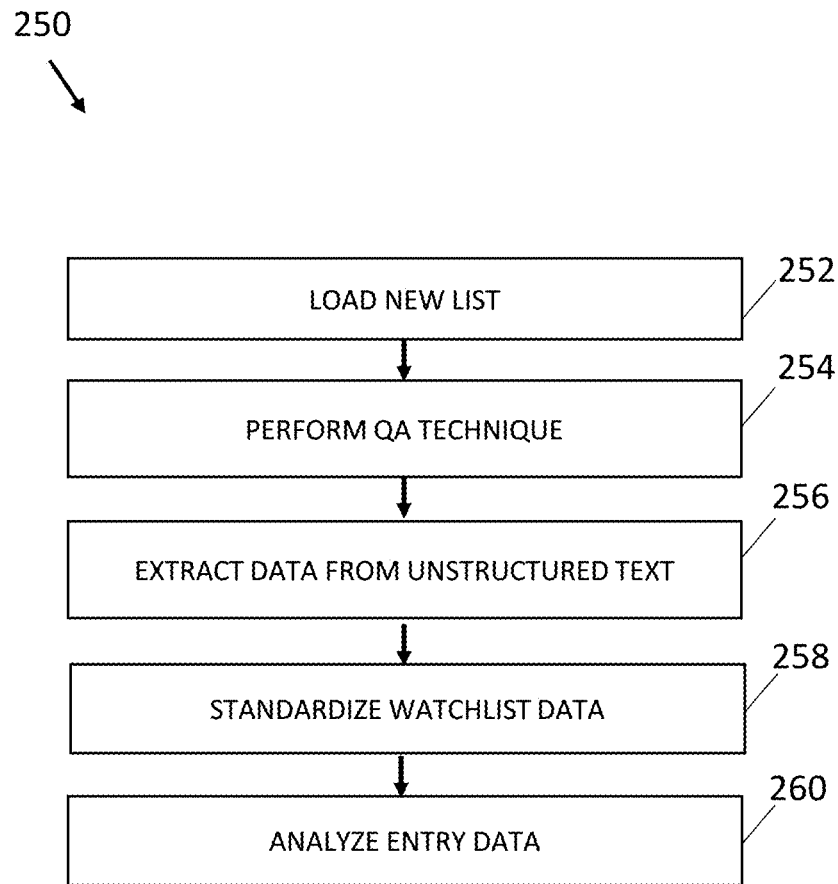 250
LOAD NEW LIST
252
PERFORM QA TECHNIQUE
254
EXTRACT DATA FROM UNSTRUCTURED TEXT
256
STANDARDIZE WATCHLIST DATA
258
ANALYZE ENTRY DATA
260